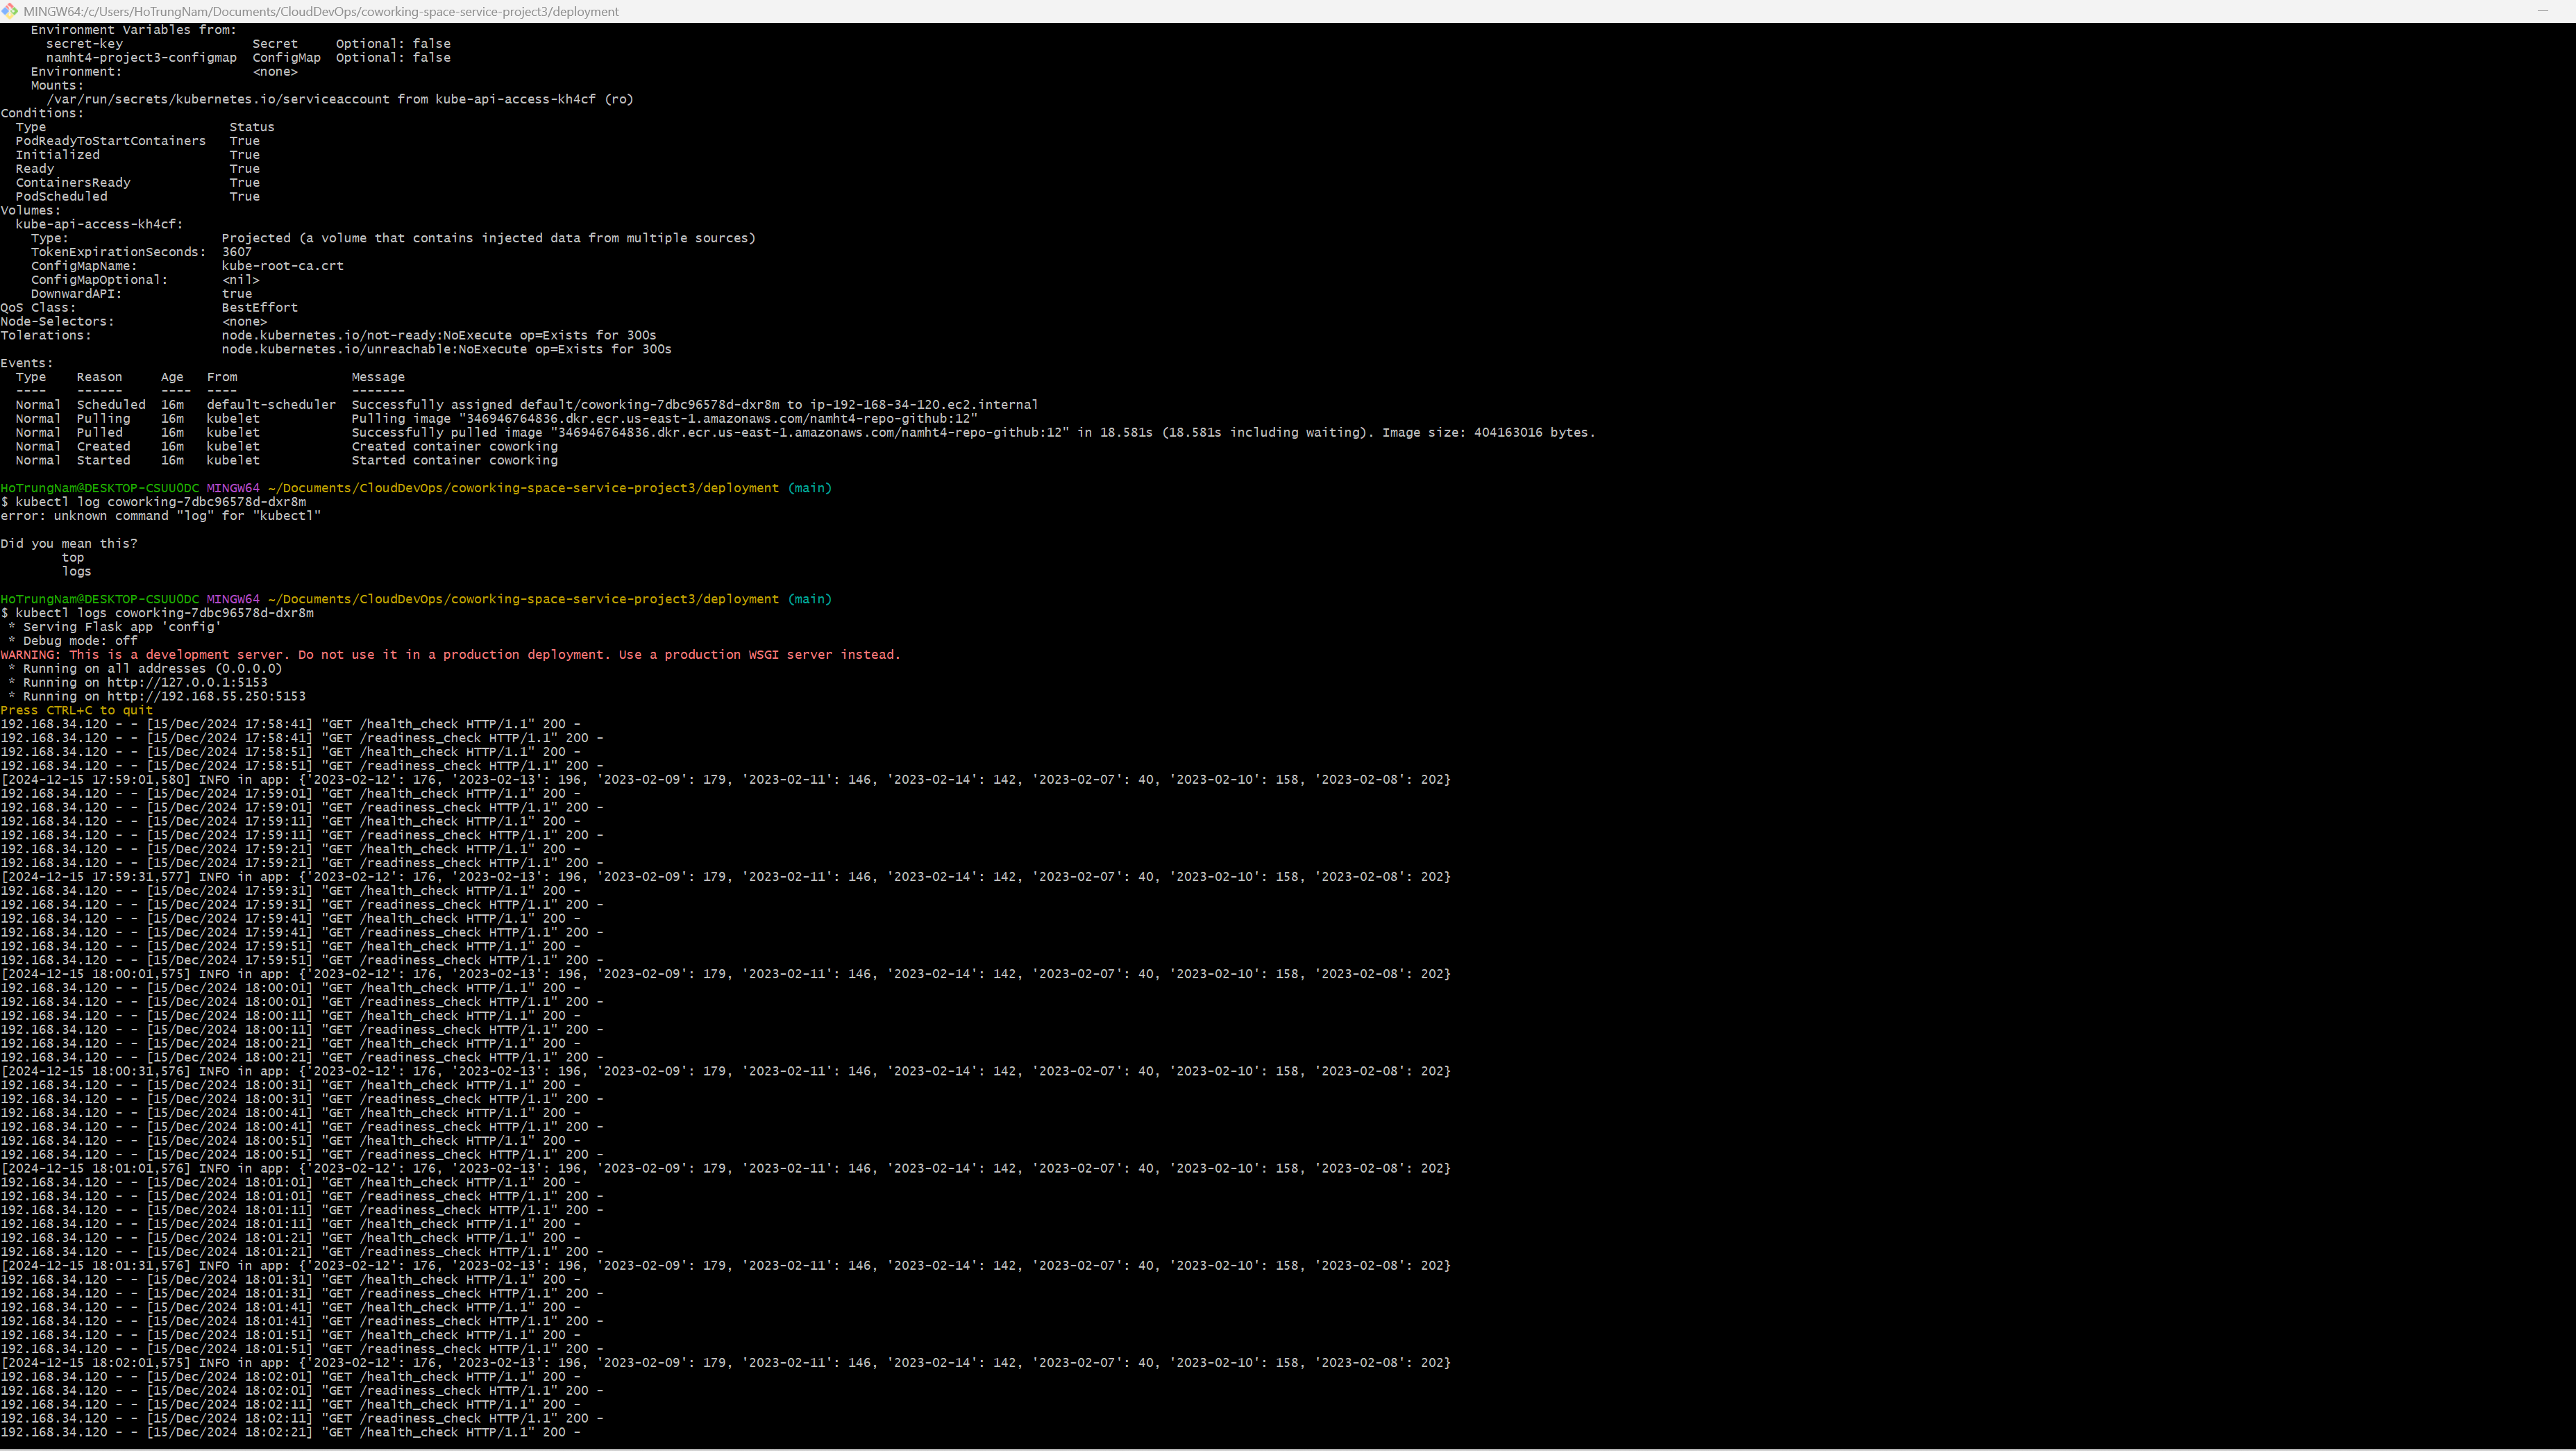 MINGW64:/c/Users/HoTrungNam/Documents/CloudDevOps/coworking-space-service-project3/deployment
    Environment Variables from:
      secret-key                 Secret     Optional: false
      namht4-project3-configmap  ConfigMap  Optional: false
    Environment:                 <none>
    Mounts:
      /var/run/secrets/kubernetes.io/serviceaccount from kube-api-access-kh4cf (ro)
Conditions:
  Type                        Status
  PodReadyToStartContainers   True
  Initialized                 True
  Ready                       True
  ContainersReady             True
  PodScheduled                True
Volumes:
  kube-api-access-kh4cf:
    Type:                    Projected (a volume that contains injected data from multiple sources)
    TokenExpirationSeconds:  3607
    ConfigMapName:           kube-root-ca.crt
    ConfigMapOptional:       <nil>
    DownwardAPI:             true
QoS Class:                   BestEffort
Node-Selectors:              <none>
Tolerations:                 node.kubernetes.io/not-ready:NoExecute op=Exists for 300s
                             node.kubernetes.io/unreachable:NoExecute op=Exists for 300s
Events:
  Type    Reason     Age   From               Message
  ----    ------     ----  ----               -------
  Normal  Scheduled  16m   default-scheduler  Successfully assigned default/coworking-7dbc96578d-dxr8m to ip-192-168-34-120.ec2.internal
  Normal  Pulling    16m   kubelet            Pulling image "346946764836.dkr.ecr.us-east-1.amazonaws.com/namht4-repo-github:12"
  Normal  Pulled     16m   kubelet            Successfully pulled image "346946764836.dkr.ecr.us-east-1.amazonaws.com/namht4-repo-github:12" in 18.581s (18.581s including waiting). Image size: 404163016 bytes.
  Normal  Created    16m   kubelet            Created container coworking
  Normal  Started    16m   kubelet            Started container coworking
HoTrungNam@DESKTOP-CSUU0DC MINGW64 ~/Documents/CloudDevOps/coworking-space-service-project3/deployment (main)
$ kubectl log coworking-7dbc96578d-dxr8m
error: unknown command "log" for "kubectl"
Did you mean this?
        top
        logs
HoTrungNam@DESKTOP-CSUU0DC MINGW64 ~/Documents/CloudDevOps/coworking-space-service-project3/deployment (main)
$ kubectl logs coworking-7dbc96578d-dxr8m
 * Serving Flask app 'config'
 * Debug mode: off
WARNING: This is a development server. Do not use it in a production deployment. Use a production WSGI server instead.
 * Running on all addresses (0.0.0.0)
 * Running on http://127.0.0.1:5153
 * Running on http://192.168.55.250:5153
Press CTRL+C to quit
192.168.34.120 - - [15/Dec/2024 17:58:41] "GET /health_check HTTP/1.1" 200 -
192.168.34.120 - - [15/Dec/2024 17:58:41] "GET /readiness_check HTTP/1.1" 200 -
192.168.34.120 - - [15/Dec/2024 17:58:51] "GET /health_check HTTP/1.1" 200 -
192.168.34.120 - - [15/Dec/2024 17:58:51] "GET /readiness_check HTTP/1.1" 200 -
[2024-12-15 17:59:01,580] INFO in app: {'2023-02-12': 176, '2023-02-13': 196, '2023-02-09': 179, '2023-02-11': 146, '2023-02-14': 142, '2023-02-07': 40, '2023-02-10': 158, '2023-02-08': 202}
192.168.34.120 - - [15/Dec/2024 17:59:01] "GET /health_check HTTP/1.1" 200 -
192.168.34.120 - - [15/Dec/2024 17:59:01] "GET /readiness_check HTTP/1.1" 200 -
192.168.34.120 - - [15/Dec/2024 17:59:11] "GET /health_check HTTP/1.1" 200 -
192.168.34.120 - - [15/Dec/2024 17:59:11] "GET /readiness_check HTTP/1.1" 200 -
192.168.34.120 - - [15/Dec/2024 17:59:21] "GET /health_check HTTP/1.1" 200 -
192.168.34.120 - - [15/Dec/2024 17:59:21] "GET /readiness_check HTTP/1.1" 200 -
[2024-12-15 17:59:31,577] INFO in app: {'2023-02-12': 176, '2023-02-13': 196, '2023-02-09': 179, '2023-02-11': 146, '2023-02-14': 142, '2023-02-07': 40, '2023-02-10': 158, '2023-02-08': 202}
192.168.34.120 - - [15/Dec/2024 17:59:31] "GET /health_check HTTP/1.1" 200 -
192.168.34.120 - - [15/Dec/2024 17:59:31] "GET /readiness_check HTTP/1.1" 200 -
192.168.34.120 - - [15/Dec/2024 17:59:41] "GET /health_check HTTP/1.1" 200 -
192.168.34.120 - - [15/Dec/2024 17:59:41] "GET /readiness_check HTTP/1.1" 200 -
192.168.34.120 - - [15/Dec/2024 17:59:51] "GET /health_check HTTP/1.1" 200 -
192.168.34.120 - - [15/Dec/2024 17:59:51] "GET /readiness_check HTTP/1.1" 200 -
[2024-12-15 18:00:01,575] INFO in app: {'2023-02-12': 176, '2023-02-13': 196, '2023-02-09': 179, '2023-02-11': 146, '2023-02-14': 142, '2023-02-07': 40, '2023-02-10': 158, '2023-02-08': 202}
192.168.34.120 - - [15/Dec/2024 18:00:01] "GET /health_check HTTP/1.1" 200 -
192.168.34.120 - - [15/Dec/2024 18:00:01] "GET /readiness_check HTTP/1.1" 200 -
192.168.34.120 - - [15/Dec/2024 18:00:11] "GET /health_check HTTP/1.1" 200 -
192.168.34.120 - - [15/Dec/2024 18:00:11] "GET /readiness_check HTTP/1.1" 200 -
192.168.34.120 - - [15/Dec/2024 18:00:21] "GET /health_check HTTP/1.1" 200 -
192.168.34.120 - - [15/Dec/2024 18:00:21] "GET /readiness_check HTTP/1.1" 200 -
[2024-12-15 18:00:31,576] INFO in app: {'2023-02-12': 176, '2023-02-13': 196, '2023-02-09': 179, '2023-02-11': 146, '2023-02-14': 142, '2023-02-07': 40, '2023-02-10': 158, '2023-02-08': 202}
192.168.34.120 - - [15/Dec/2024 18:00:31] "GET /health_check HTTP/1.1" 200 -
192.168.34.120 - - [15/Dec/2024 18:00:31] "GET /readiness_check HTTP/1.1" 200 -
192.168.34.120 - - [15/Dec/2024 18:00:41] "GET /health_check HTTP/1.1" 200 -
192.168.34.120 - - [15/Dec/2024 18:00:41] "GET /readiness_check HTTP/1.1" 200 -
192.168.34.120 - - [15/Dec/2024 18:00:51] "GET /health_check HTTP/1.1" 200 -
192.168.34.120 - - [15/Dec/2024 18:00:51] "GET /readiness_check HTTP/1.1" 200 -
[2024-12-15 18:01:01,576] INFO in app: {'2023-02-12': 176, '2023-02-13': 196, '2023-02-09': 179, '2023-02-11': 146, '2023-02-14': 142, '2023-02-07': 40, '2023-02-10': 158, '2023-02-08': 202}
192.168.34.120 - - [15/Dec/2024 18:01:01] "GET /health_check HTTP/1.1" 200 -
192.168.34.120 - - [15/Dec/2024 18:01:01] "GET /readiness_check HTTP/1.1" 200 -
192.168.34.120 - - [15/Dec/2024 18:01:11] "GET /readiness_check HTTP/1.1" 200 -
192.168.34.120 - - [15/Dec/2024 18:01:11] "GET /health_check HTTP/1.1" 200 -
192.168.34.120 - - [15/Dec/2024 18:01:21] "GET /health_check HTTP/1.1" 200 -
192.168.34.120 - - [15/Dec/2024 18:01:21] "GET /readiness_check HTTP/1.1" 200 -
[2024-12-15 18:01:31,576] INFO in app: {'2023-02-12': 176, '2023-02-13': 196, '2023-02-09': 179, '2023-02-11': 146, '2023-02-14': 142, '2023-02-07': 40, '2023-02-10': 158, '2023-02-08': 202}
192.168.34.120 - - [15/Dec/2024 18:01:31] "GET /health_check HTTP/1.1" 200 -
192.168.34.120 - - [15/Dec/2024 18:01:31] "GET /readiness_check HTTP/1.1" 200 -
192.168.34.120 - - [15/Dec/2024 18:01:41] "GET /health_check HTTP/1.1" 200 -
192.168.34.120 - - [15/Dec/2024 18:01:41] "GET /readiness_check HTTP/1.1" 200 -
192.168.34.120 - - [15/Dec/2024 18:01:51] "GET /health_check HTTP/1.1" 200 -
192.168.34.120 - - [15/Dec/2024 18:01:51] "GET /readiness_check HTTP/1.1" 200 -
[2024-12-15 18:02:01,575] INFO in app: {'2023-02-12': 176, '2023-02-13': 196, '2023-02-09': 179, '2023-02-11': 146, '2023-02-14': 142, '2023-02-07': 40, '2023-02-10': 158, '2023-02-08': 202}
192.168.34.120 - - [15/Dec/2024 18:02:01] "GET /health_check HTTP/1.1" 200 -
192.168.34.120 - - [15/Dec/2024 18:02:01] "GET /readiness_check HTTP/1.1" 200 -
192.168.34.120 - - [15/Dec/2024 18:02:11] "GET /health_check HTTP/1.1" 200 -
192.168.34.120 - - [15/Dec/2024 18:02:11] "GET /readiness_check HTTP/1.1" 200 -
192.168.34.120 - - [15/Dec/2024 18:02:21] "GET /health_check HTTP/1.1" 200 -